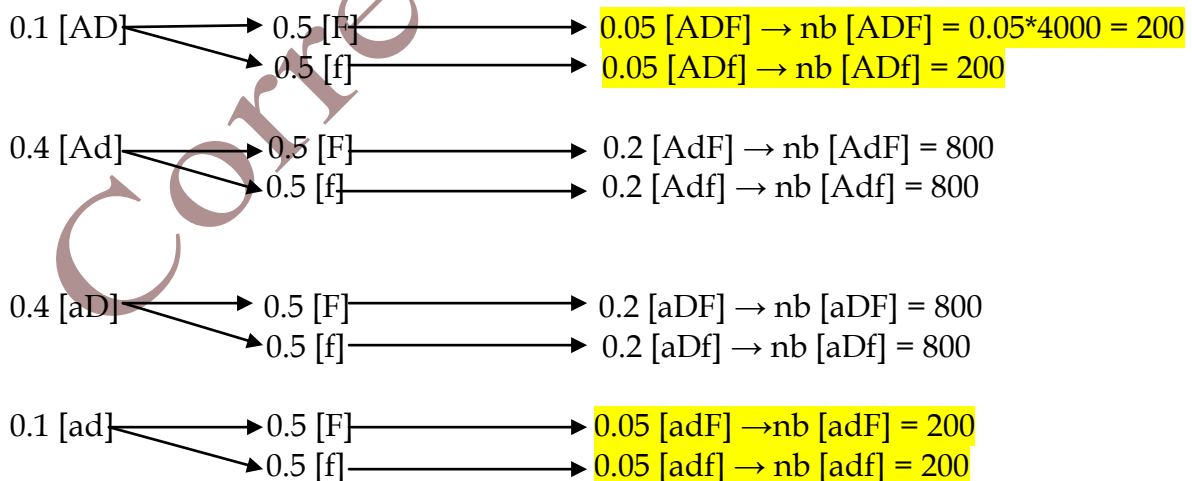 0.1 [AD] 0.5 [F] 0.05 [ADF] → nb [ADF] = 0.05*4000 = 200
0.5 [f] 0.05 [ADf] → nb [ADf] = 200
0.4 [Ad] 0.5 [F] 0.2 [AdF] → nb [AdF] = 800
0.5 [f] 0.2 [Adf] → nb [Adf] = 800
0.4 [aD] 0.5 [F] 0.2 [aDF] → nb [aDF] = 800
0.5 [f] 0.2 [aDf] → nb [aDf] = 800
0.1 [ad] 0.5 [F] 0.05 [adF] →nb [adF] = 200
0.5 [f] 0.05 [adf] → nb [adf] = 200
Corre